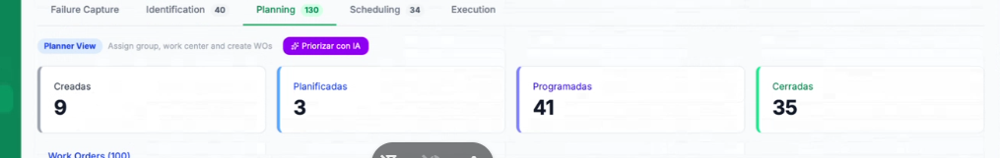 Failure Capture Identification 40 Planning 130 Scheduling 34 Execution
Planner View Assign group, work center and create WOs Priorizar con IA
Creadas Planificadas Programadas Cerradas
9 3 41 35
Work Orders (100)